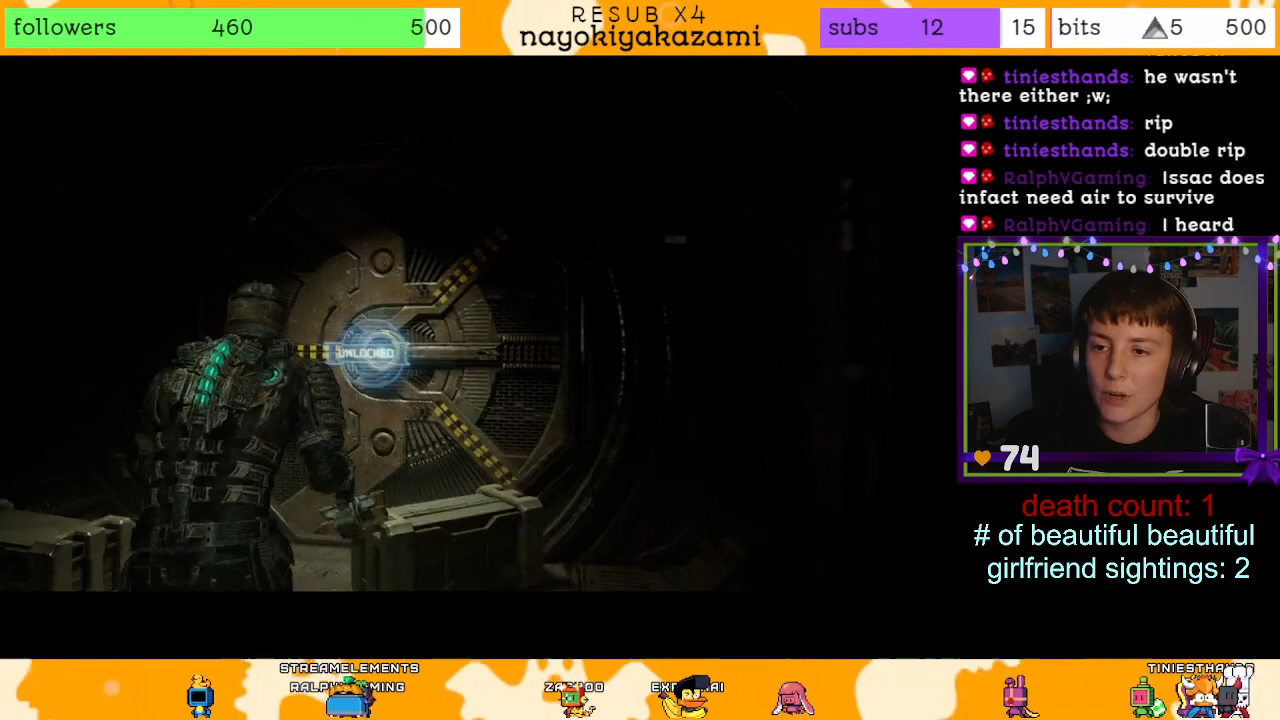 followers 460 500
RESUB X4
nayokiyakazami
subs 12 15
bits 5 500
tiniesthands: he wasn't
there either ;w;
tiniesthands: rip
tiniesthands: double rip
RalphVGaming: Issac does
infact need air to survive
RalphVGaming: I heard
UNLOCKED
74
death count: 1
# of beautiful beautiful
girlfriend sightings: 2
STREAMELEMENTS